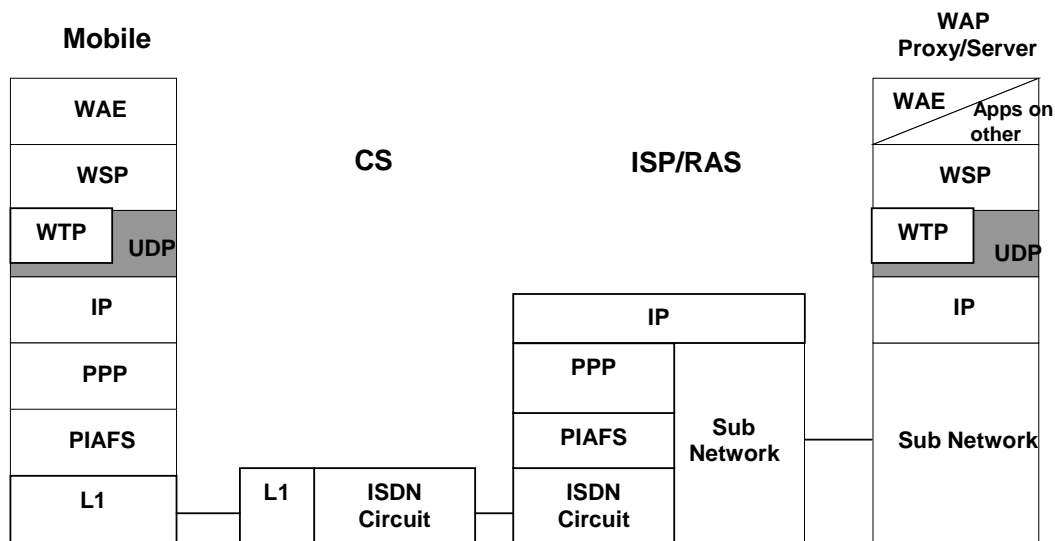 Mobile
WAE
WSP
WTP
UDP
IP
PPP
PIAFS
L1
CS
L1
ISDN
Circuit
ISP/RAS
IP
PPP
PIAFS
ISDN
Circuit
Sub
Network
WAP
Proxy/Server
WAE
Apps on
other
WSP
WTP
UDP
IP
Sub Network